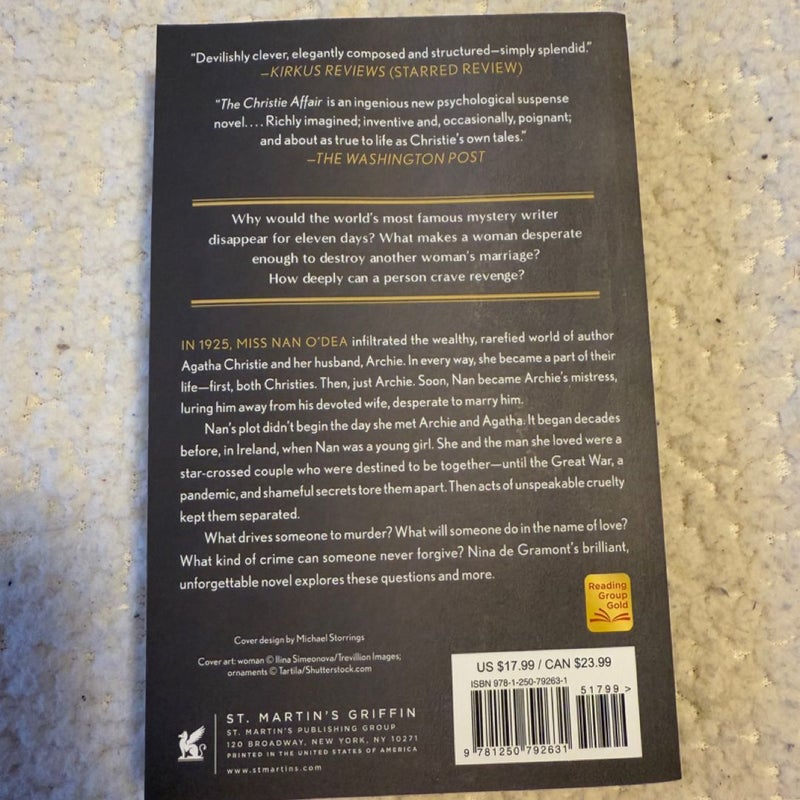 "Devilishly clever, elegantly composed and structured—simply splendid."
—KIRKUS REVIEWS (STARRED REVIEW)
"The Christie Affair is an ingenious new psychological suspense
novel.... Richly imagined; inventive and, occasionally, poignant;
and about as true to life as Christie's own tales."
—THE WASHINGTON POST
Why would the world's most famous mystery writer
disappear for eleven days? What makes a woman desperate
enough to destroy another woman's marriage?
How deeply can a person crave revenge?
IN 1925, MISS NAN O'DEA infiltrated the wealthy, rarefied world of author
Agatha Christie and her husband, Archie. In every way, she became a part of their
life—first, both Christies. Then, just Archie. Soon, Nan became Archie's mistress,
luring him away from his devoted wife, desperate to marry him.
Nan's plot didn't begin the day she met Archie and Agatha. It began decades
before, in Ireland, when Nan was a young girl. She and the man she loved were a
star-crossed couple who were destined to be together—until the Great War, a
pandemic, and shameful secrets tore them apart. Then acts of unspeakable cruelty
kept them separated.
What drives someone to murder? What will someone do in the name of love?
What kind of crime can someone never forgive? Nina de Gramont's brilliant,
unforgettable novel explores these questions and more.
Reading
Group
Gold
Cover design by Michael Storrings
Cover art: woman © Ilina Simeonova/Trevillion Images;
ornaments © Tartila/Shutterstock.com
ST. MARTIN'S GRIFFIN
ST. MARTIN'S PUBLISHING GROUP
120 BROADWAY, NEW YORK, NY 10271
PRINTED IN THE UNITED STATES OF AMERICA
www.stmartins.com
US $17.99 / CAN $23.99
ISBN 978-1-250-79263-1
51799 >
9 781250 792631